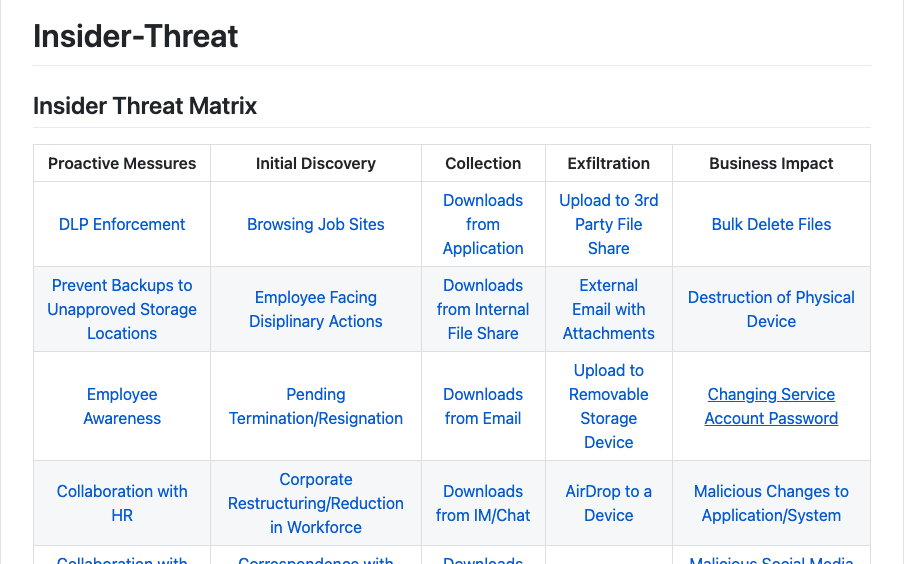 Insider-Threat
Insider Threat Matrix
Proactive Messures
Initial Discovery
Collection
Exfiltration
Business Impact
DLP Enforcement
Browsing Job Sites
Downloads
from
Application
Upload to 3rd
Party File
Share
Bulk Delete Files
Prevent Backups to
Unapproved Storage
Locations
Employee Facing
Disiplinary Actions
Downloads
from Internal
File Share
External
Email with
Attachments
Destruction of Physical
Device
Employee
Awareness
Pending
Termination/Resignation
Downloads
from Email
Upload to
Removable
Storage
Device
Changing Service
Account Password
Collaboration with
HR
Corporate
Restructuring/Reduction
in Workforce
Downloads
from IM/Chat
AirDrop to a
Device
Malicious Changes to
Application/System
Collaboration with
Correspondence with
Downloads
Malicious Social Media